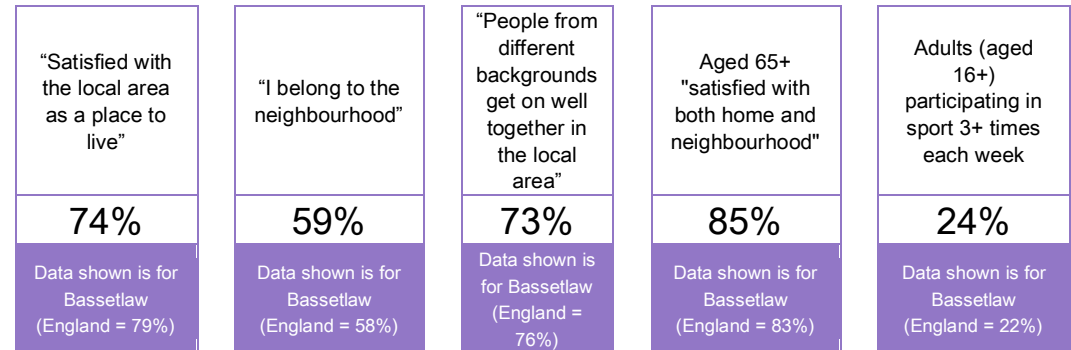 “Satisfied with
the local area
as a place to
live”
74%
Data shown is for
Bassetlaw
(England = 79%)
“I belong to the
neighbourhood”
59%
Data shown is for
Bassetlaw
(England = 58%)
“People from
different
backgrounds
get on well
together in
the local
area”
73%
Data shown is
for Bassetlaw
(England =
76%)
Aged 65+
"satisfied with
both home and
neighbourhood"
85%
Data shown is for
Bassetlaw
(England = 83%)
Adults (aged
16+)
participating in
sport 3+ times
each week
24%
Data shown is for
Bassetlaw
(England = 22%)